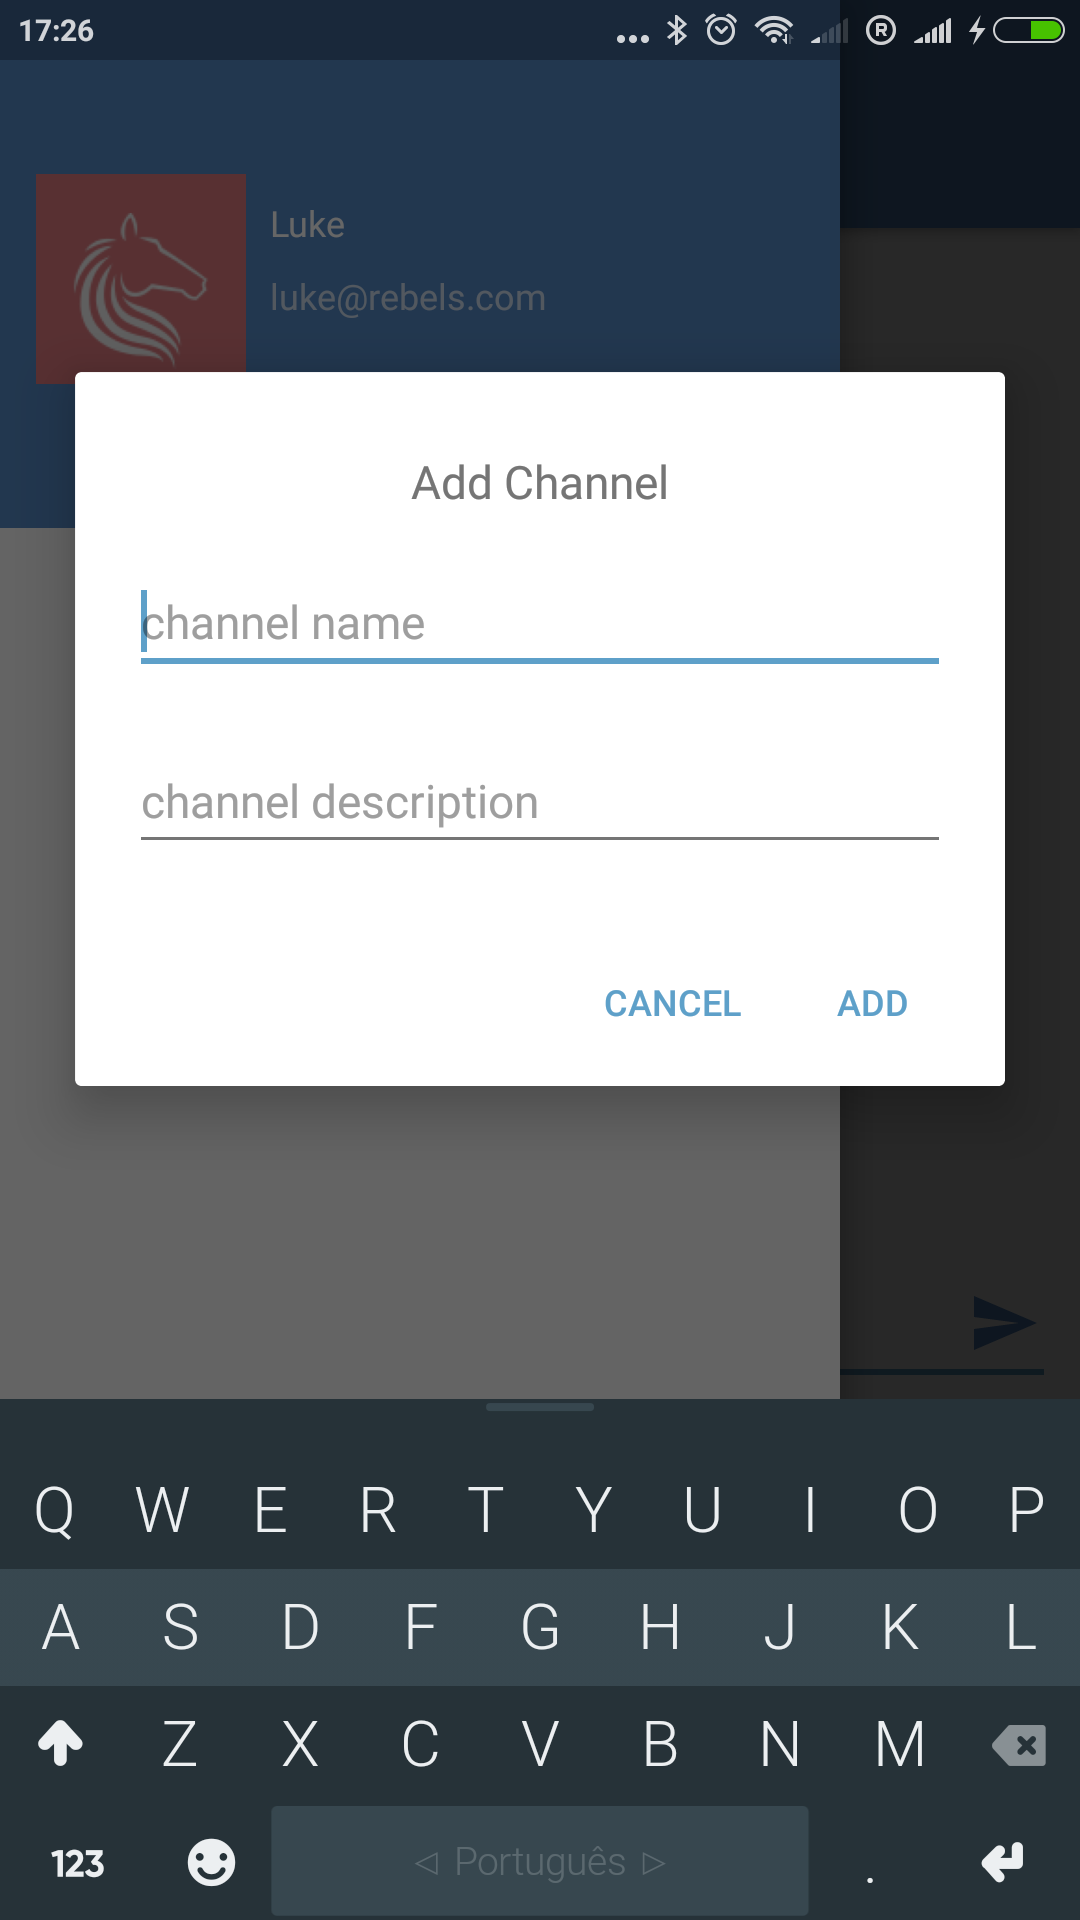 17:26
R
Luke
luke@rebels.com
Add Channel
channel name
channel description
CANCEL ADD
Q W E R T Y U I O P
A S D F G H J K L
Z X C V B N M
123 Português .